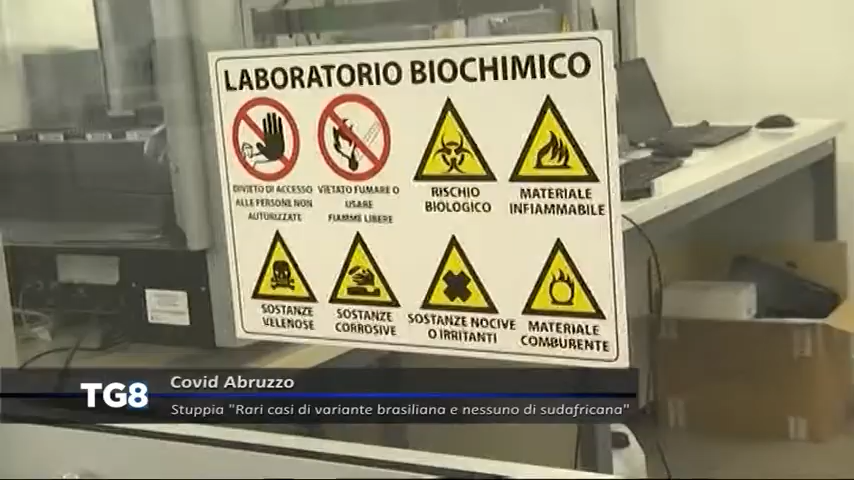 LABORATORIO BIOCHIMICO
DIVIETO DI ACCESSO
ALLE PERSONE NON
AUTORIZZATE
VIETATO FUMARE O
USARE
FIAMME LIBERE
RISCHIO
BIOLOGICO
MATERIALE
INFIAMMABILE
SOSTANZE
VELENOSE
SOSTANZE
CORROSIVE
SOSTANZE NOCIVE
O IRRITANTI
MATERIALE
COMBURENTE
TG8
Covid Abruzzo
Stuppia "Rari casi di variante brasiliana e nessuno di sudafricana"